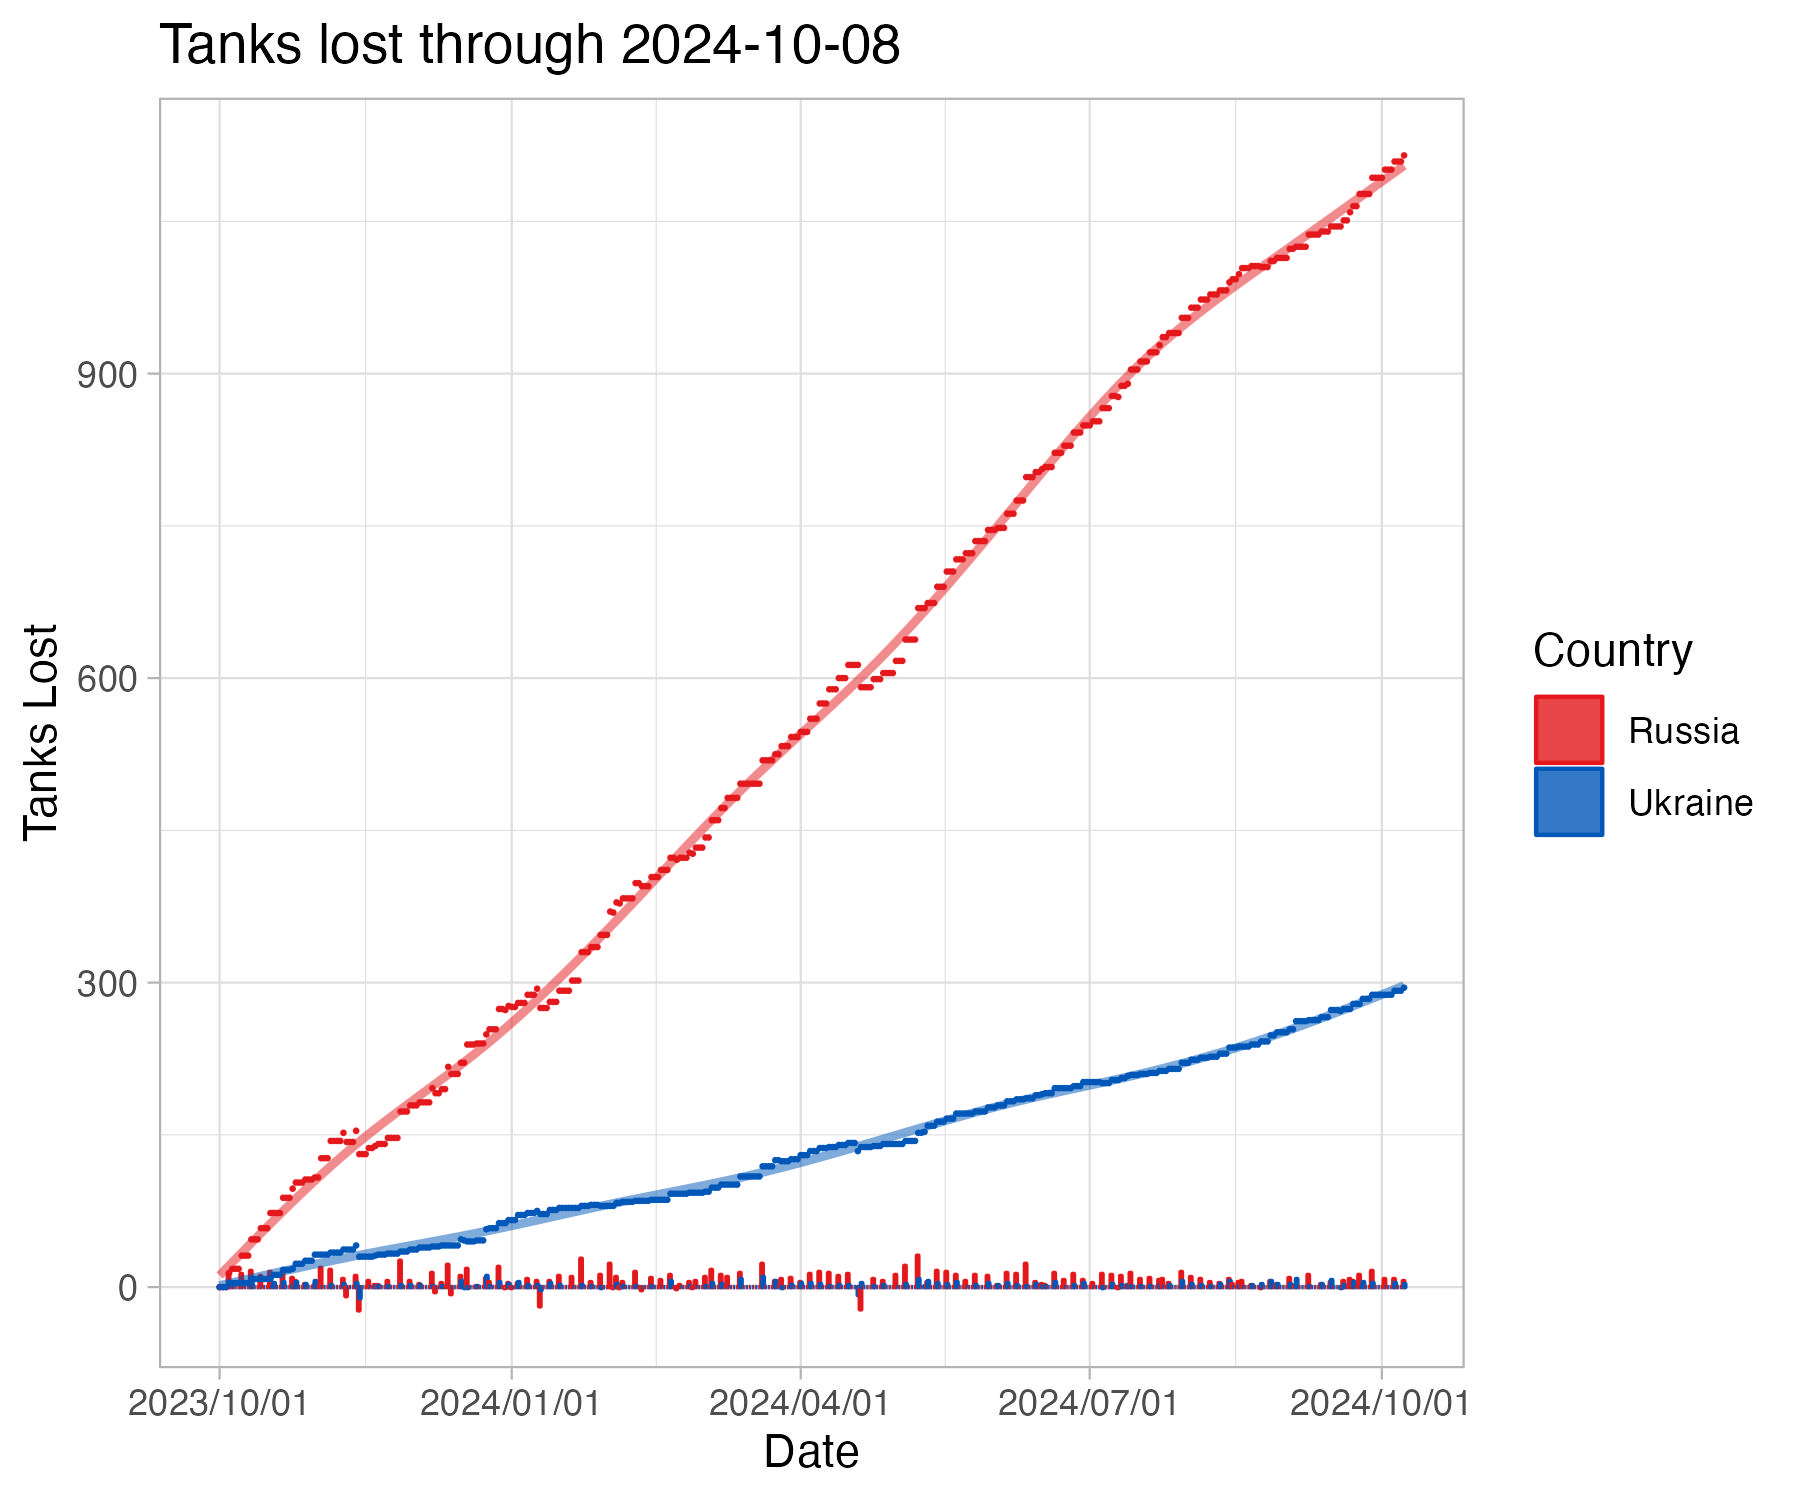 Tanks lost through 2024-10-08
Tanks Lost
900
600
300
0
2023/10/01
2024/01/01
2024/04/01
2024/07/01
2024/10/01
Date
Country
Russia
Ukraine